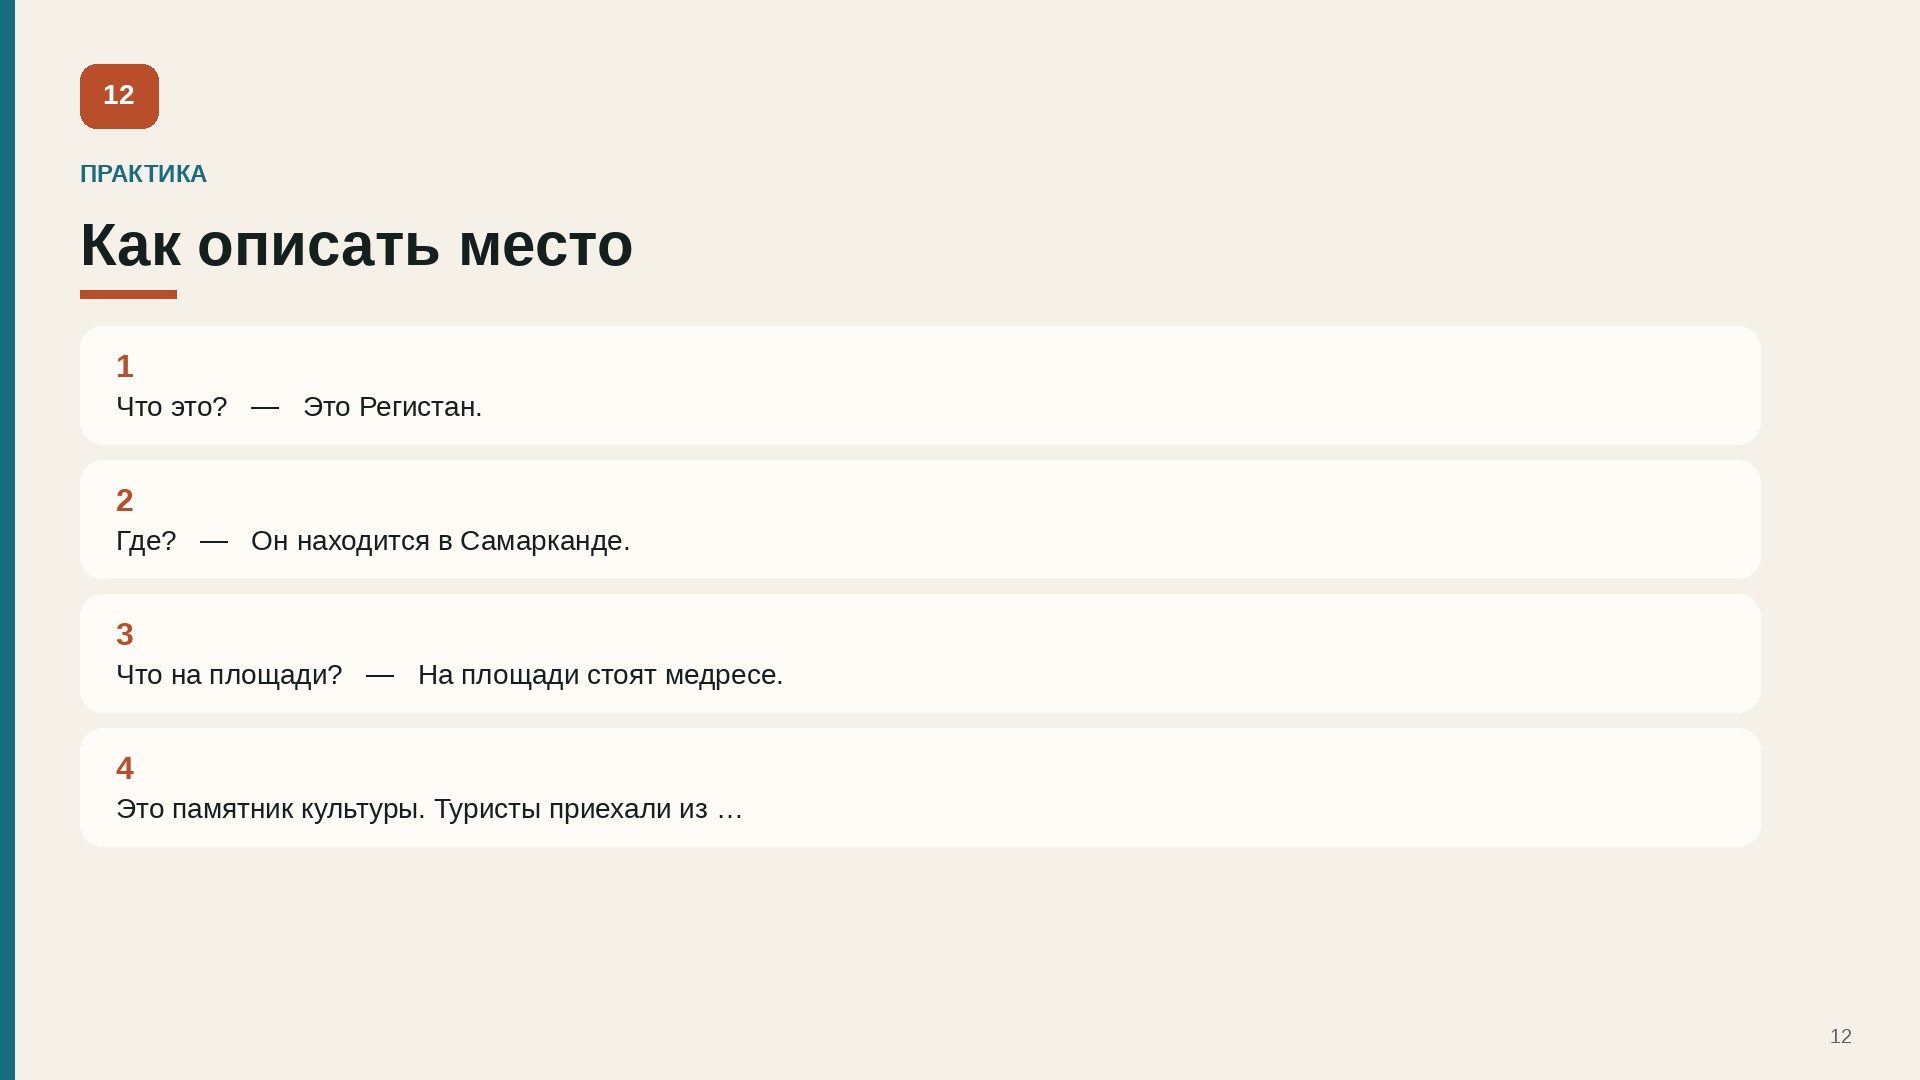 12
ПРАКТИКА
Как описать место
1
Что это? — Это Регистан.
2
Где? — Он находится в Самарканде.
3
Что на площади? — На площади стоят медресе.
4
Это памятник культуры. Туристы приехали из …
12